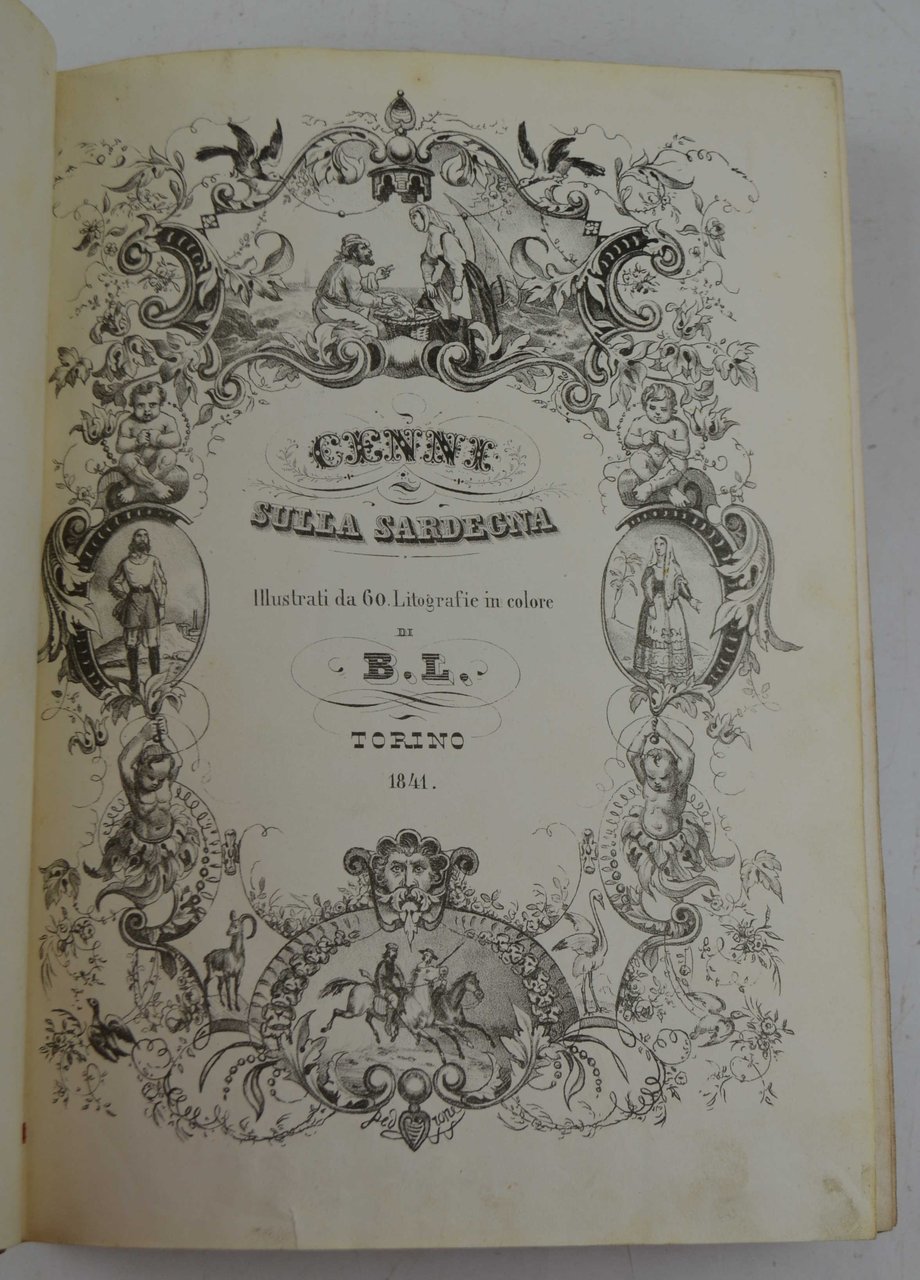 CENNI
SULLA SARDEGNA
Illustrati da 60. Litografie in colore
DI
B. L.
TORINO
1841.